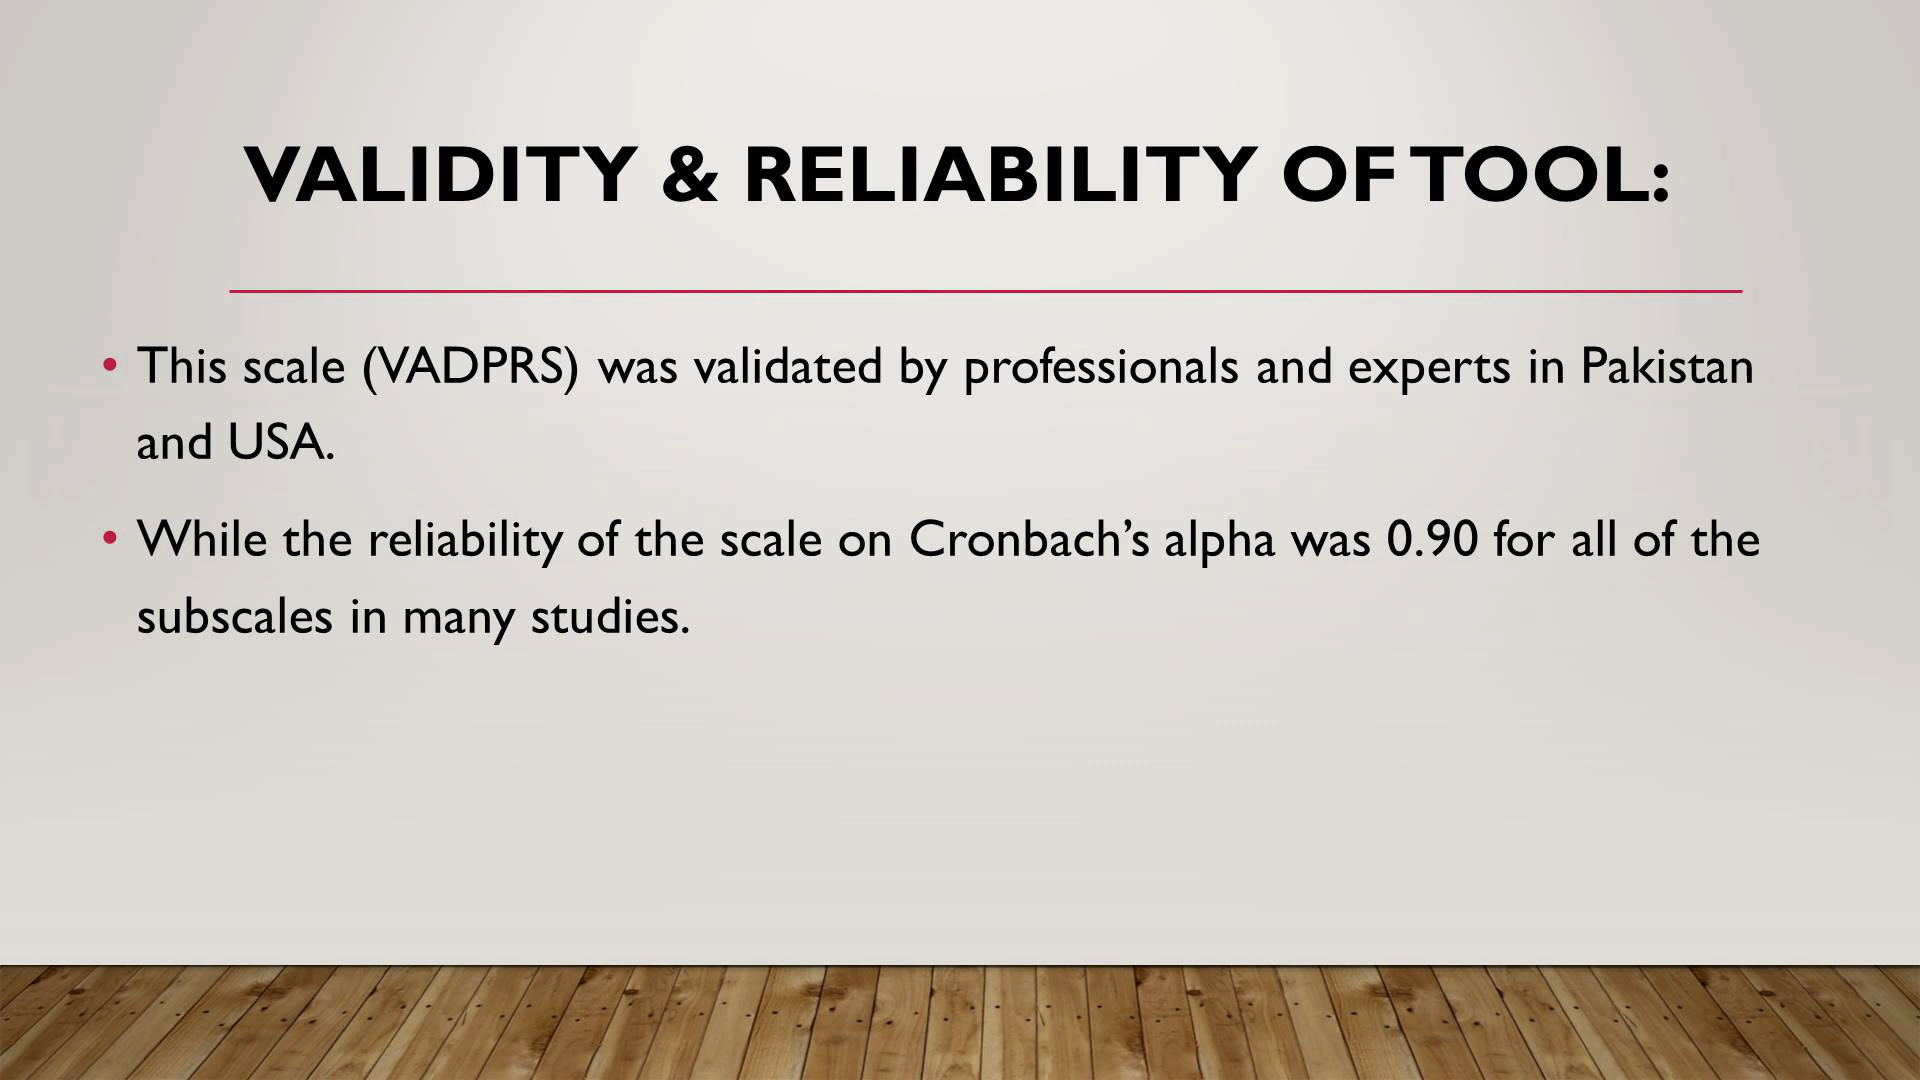 VALIDITY & RELIABILITY OF TOOL:
• This scale (VADPRS) was validated by professionals and experts in Pakistan
and USA.
• While the reliability of the scale on Cronbach’s alpha was 0.90 for all of the
subscales in many studies.